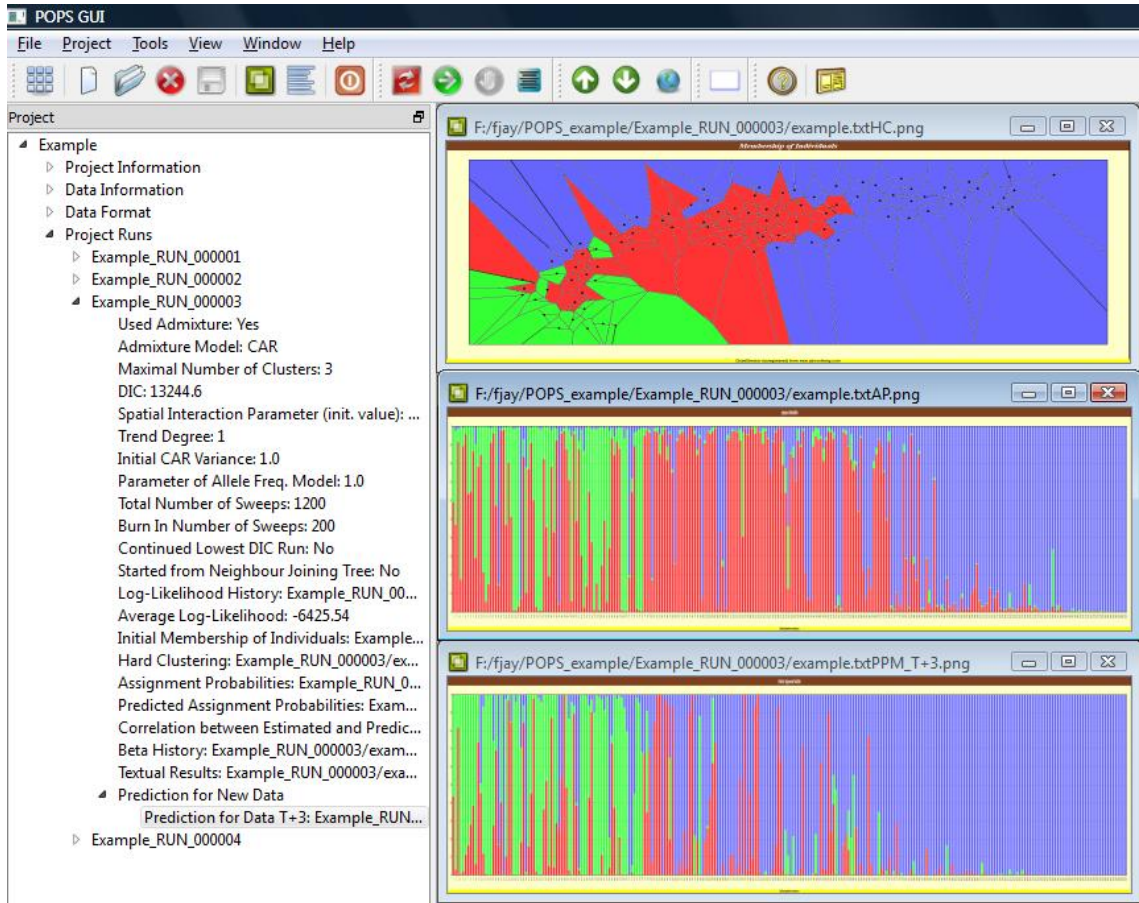 POPS GUI
File Project Tools View Window Help
Project
Example
Project Information
Data Information
Data Format
Project Runs
Example_RUN_000001
Example_RUN_000002
Example_RUN_000003
Used Admixture: Yes
Admixture Model: CAR
Maximal Number of Clusters: 3
DIC: 13244.6
Spatial Interaction Parameter (init. value): ...
Trend Degree: 1
Initial CAR Variance: 1.0
Parameter of Allele Freq. Model: 1.0
Total Number of Sweeps: 1200
Burn In Number of Sweeps: 200
Continued Lowest DIC Run: No
Started from Neighbour Joining Tree: No
Log-Likelihood History: Example_RUN_00...
Average Log-Likelihood: -6425.54
Initial Membership of Individuals: Example...
Hard Clustering: Example_RUN_000003/ex...
Assignment Probabilities: Example_RUN_0...
Predicted Assignment Probabilities: Exam...
Correlation between Estimated and Predic...
Beta History: Example_RUN_000003/exam...
Textual Results: Example_RUN_000003/exa...
Prediction for New Data
Prediction for Data T+3: Example_RUN...
Example_RUN_000004
F:/fjay/POPS_example/Example_RUN_000003/example.txtHC.png
Membership of Individuals
F:/fjay/POPS_example/Example_RUN_000003/example.txtAP.png
F:/fjay/POPS_example/Example_RUN_000003/example.txtPPM_T+3.png